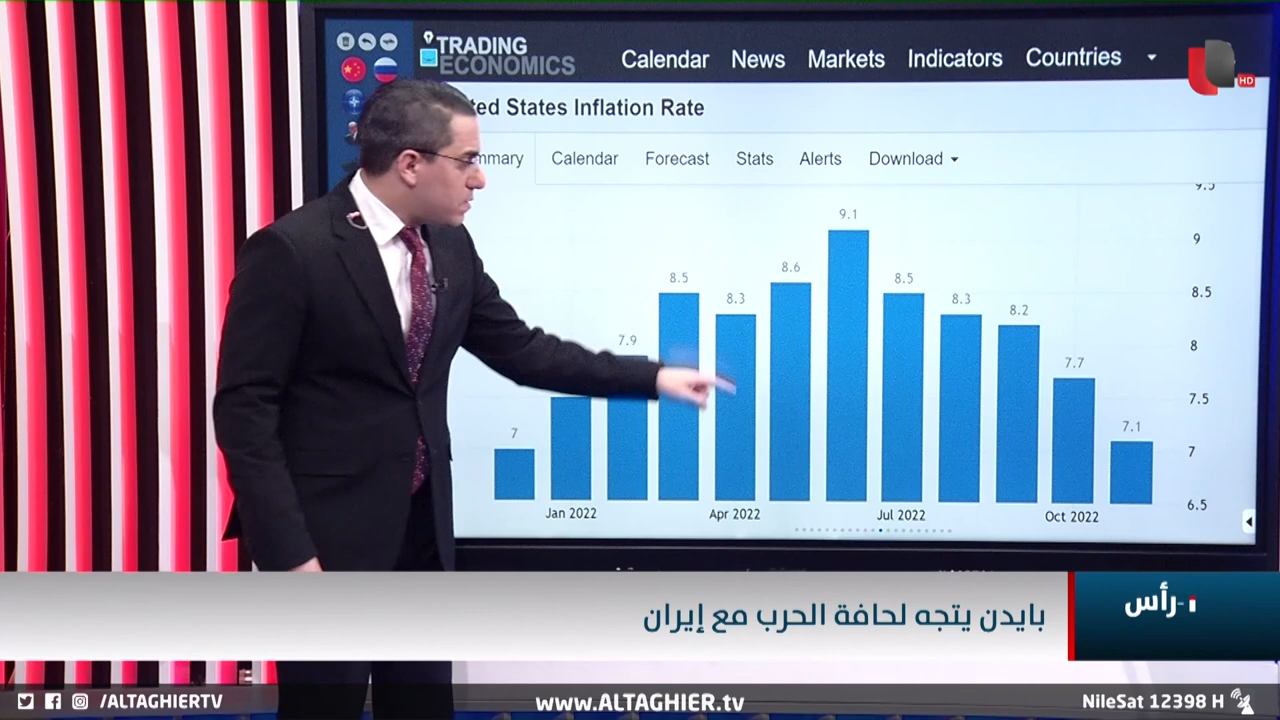 TRADING
ECONOMICS
Calendar News Markets Indicators Countries
HD
ted States Inflation Rate
mmary Calendar Forecast Stats Alerts Download
9.5
9
8.5
8
7.5
7
6.5
7
7.9
8.5
8.3
8.6
9.1
8.5
8.3
8.2
7.7
7.1
Jan 2022 Apr 2022 Jul 2022 Oct 2022
i-رأس
بايدن يتجه لحافة الحرب مع إيران
/ALTAGHIERTV
www.ALTAGHIER.tv
NileSat 12398 H